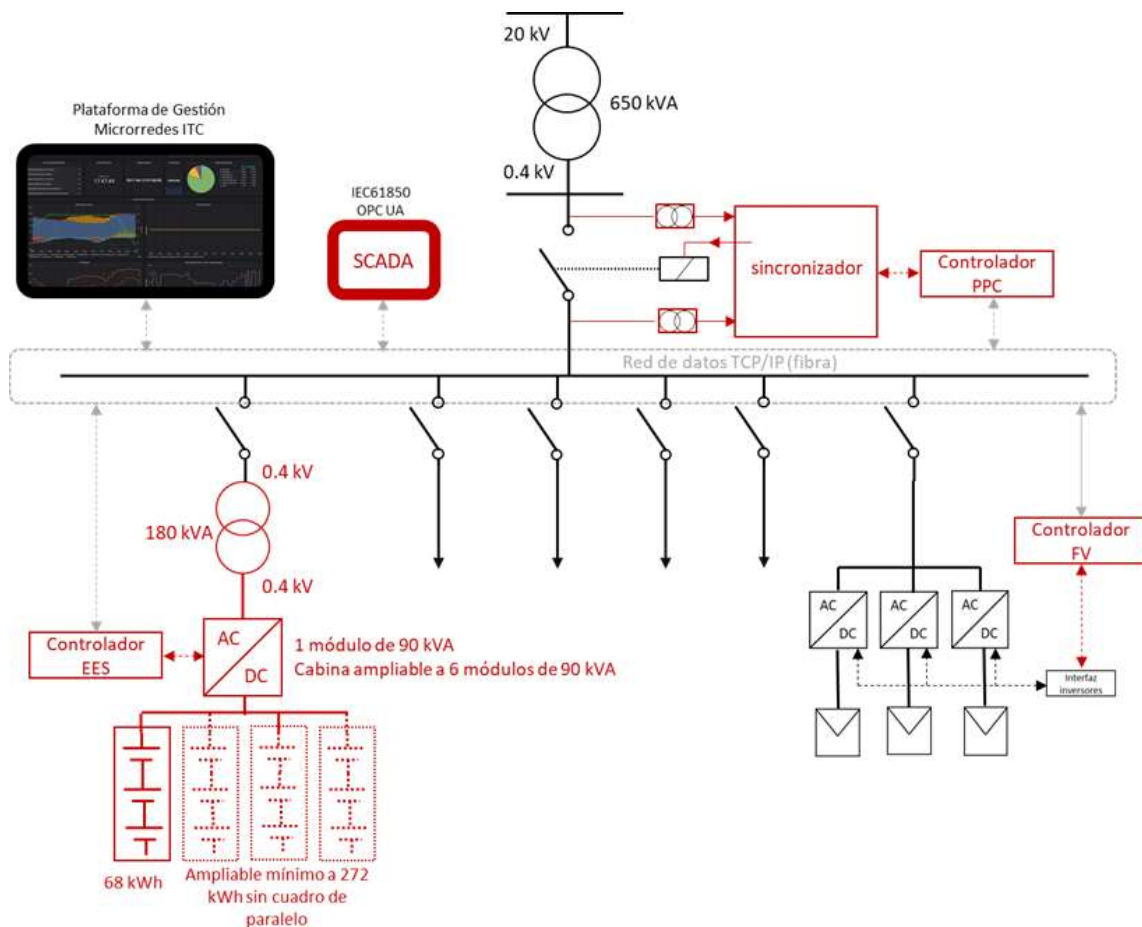 20 kV
650 kVA
0.4 kV
Plataforma de Gestión
Microrredes ITC
IEC61850
OPC UA
SCADA
sincronizador
Controlador
PPC
Red de datos TCP/IP (fibra)
0.4 kV
180 kVA
0.4 kV
Controlador
EES
AC
DC
1 módulo de 90 kVA
Cabina ampliable a 6 módulos de 90 kVA
68 kWh
Ampliable mínimo a 272
kWh sin cuadro de
paralelo
Controlador
FV
AC
DC
AC
DC
AC
DC
Interfaz
inversores